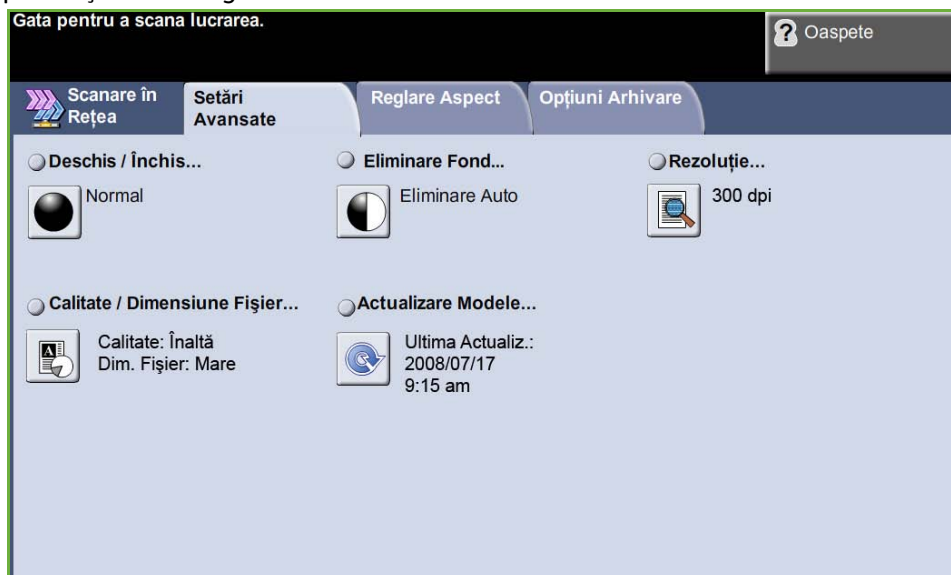 Gata pentru a scana lucrarea.
? Oaspete
Scanare în Rețea
Setări Avansate
Reglare Aspect
Opțiuni Arhivare
Deschis / Închis...
Normal
Eliminare Fond...
Eliminare Auto
Rezoluție...
300 dpi
Calitate / Dimensiune Fișier...
Calitate: Înaltă
Dim. Fișier: Mare
Actualizare Modele...
Ultima Actualiz.:
2008/07/17
9:15 am